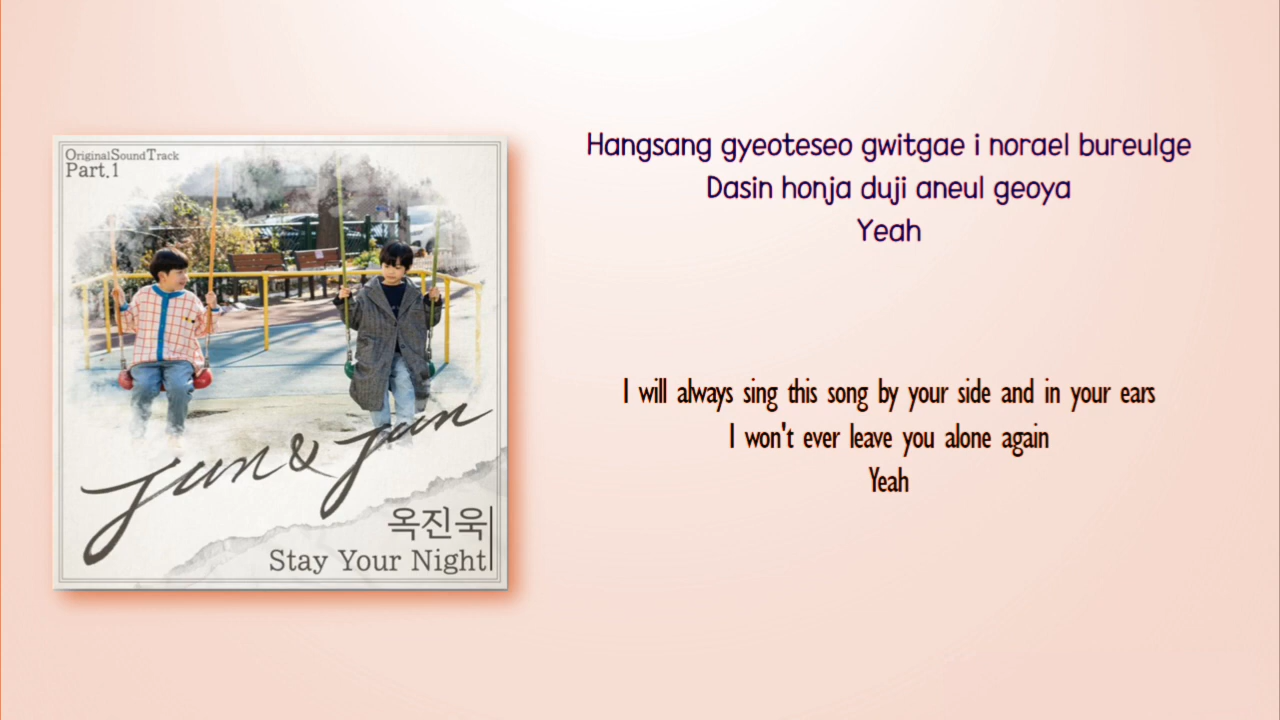 OriginalSoundTrack
Part.1
Jun & Jun
옥진욱
Stay Your Night
Hangsang gyeoteseo gwitgae i norael bureulge
Dasin honja duji aneul geoya
Yeah
I will always sing this song by your side and in your ears
I won't ever leave you alone again
Yeah